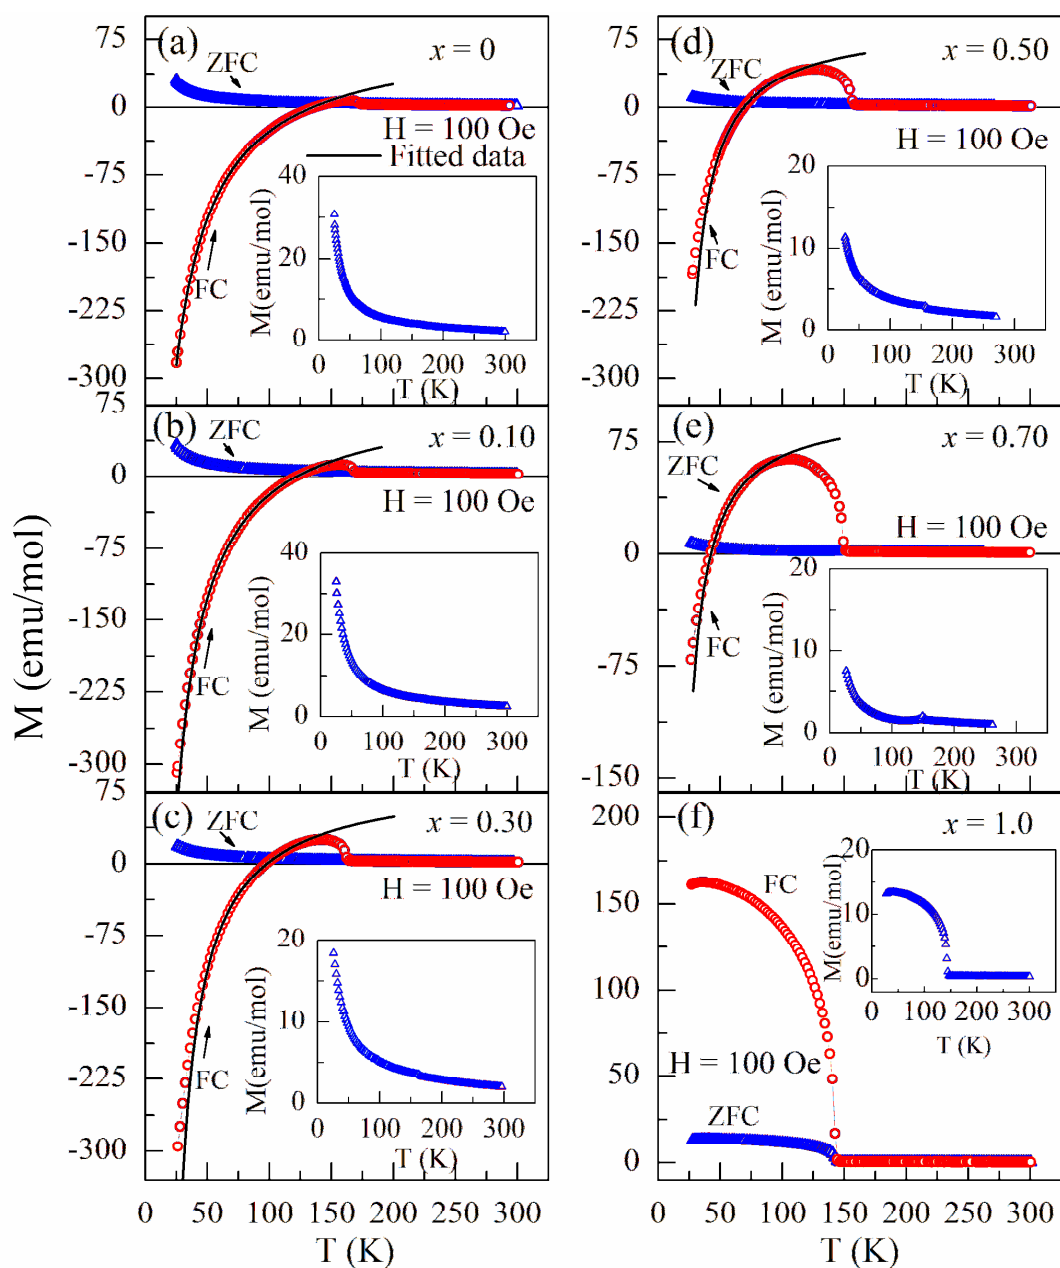 M (emu/mol)
75
0
-75
-150
-225
-300
(a)
x = 0
ZFC
H = 100 Oe
Fitted data
FC
M(emu/mol)
40
20
0
0 100 200 300
T (K)
75
0
-75
-150
-225
-300
(b)
x = 0.10
ZFC
H = 100 Oe
FC
M (emu/mol)
40
20
0
0 100 200 300
T (K)
75
0
-75
-150
-225
-300
(c)
x = 0.30
ZFC
H = 100 Oe
FC
M(emu/mol)
20
10
0
0 100 200 300
T (K)
0 50 100 150 200 250 300
T (K)
75
0
-75
-150
-225
-300
(d)
x = 0.50
ZFC
H = 100 Oe
FC
M (emu/mol)
20
10
0
0 100 200 300
T (K)
75
0
-75
-150
(e)
x = 0.70
ZFC
H = 100 Oe
FC
M (emu/mol)
20
10
0
0 100 200 300
T (K)
200
150
100
50
0
(f)
x = 1.0
FC
H = 100 Oe
ZFC
M(emu/mol)
20
10
0
0 100 200 300
T (K)
0 50 100 150 200 250 300
T (K)